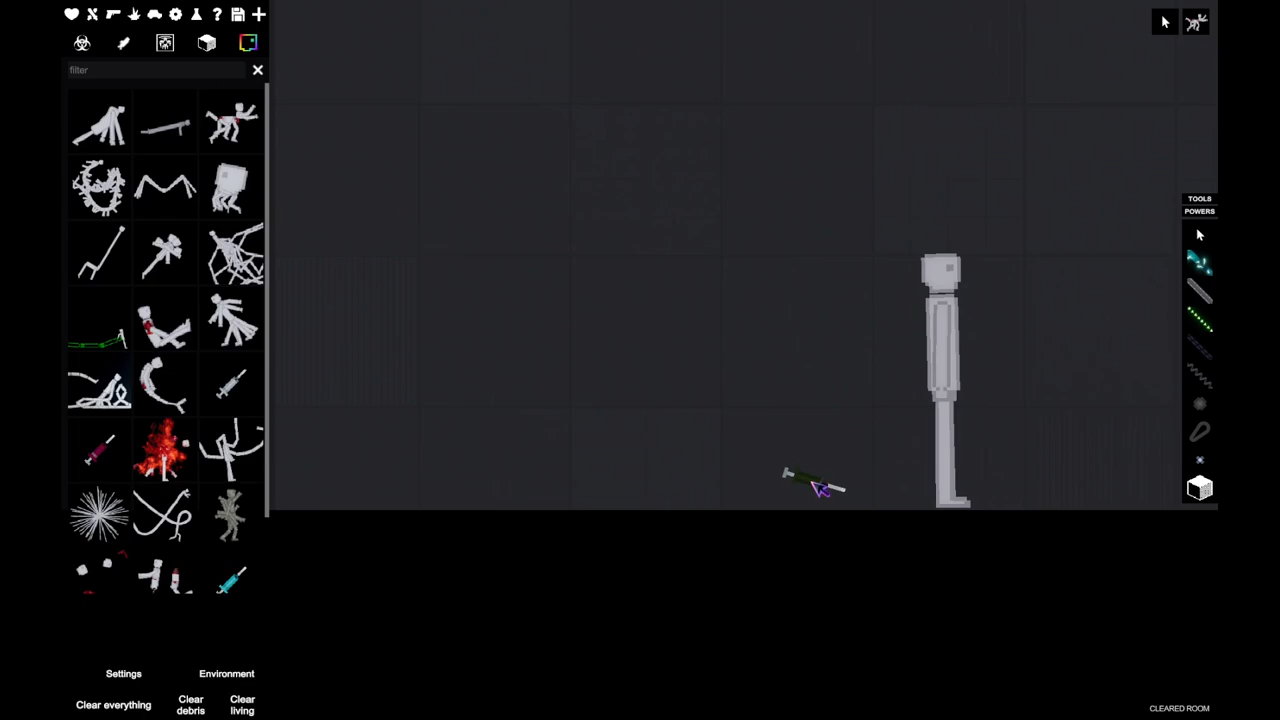 filter
TOOLS
POWERS
Settings
Environment
Clear everything
Clear
debris
Clear
living
CLEARED ROOM